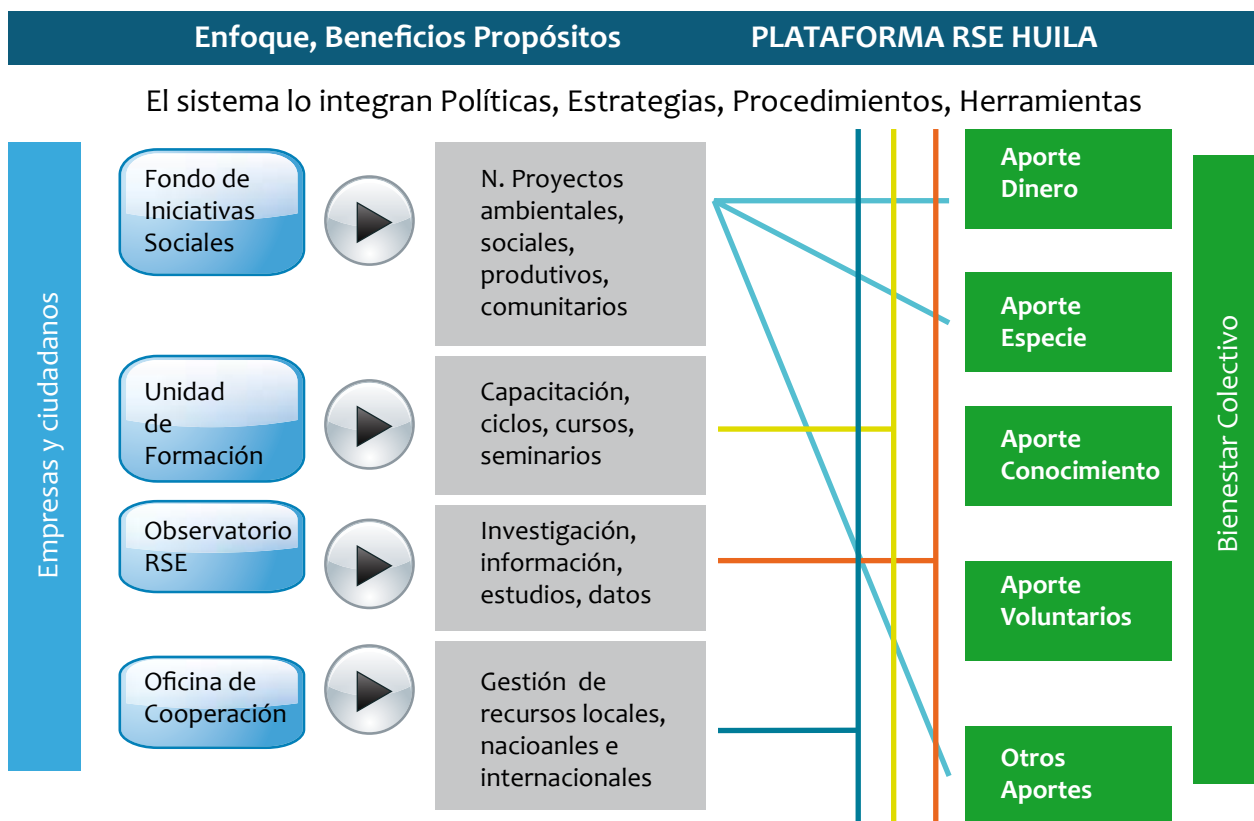 Enfoque, Beneficios Propósitos
PLATAFORMA RSE HUILA
El sistema lo integran Políticas, Estrategias, Procedimientos, Herramientas
Empresas y ciudadanos
Fondo de
Iniciativas
Sociales
N. Proyectos
ambientales,
sociales,
produtivos,
comunitarios
Unidad
de
Formación
Capacitación,
ciclos, cursos,
seminarios
Observatorio
RSE
Investigación,
información,
estudios, datos
Oficina de
Cooperación
Gestión de
recursos locales,
nacioanles e
internacionales
Aporte
Dinero
Aporte
Especie
Aporte
Conocimiento
Aporte
Voluntarios
Otros
Aportes
Bienestar Colectivo